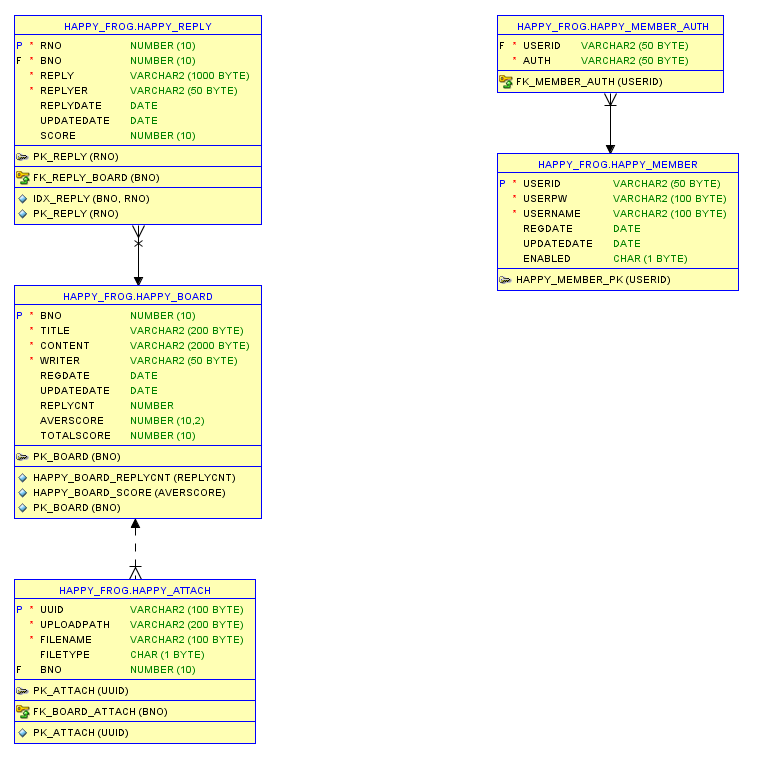 HAPPY_FROG.HAPPY_REPLY
P * RNO NUMBER (10)
F * BNO NUMBER (10)
* REPLY VARCHAR2 (1000 BYTE)
* REPLYER VARCHAR2 (50 BYTE)
REPLYDATE DATE
UPDATEDATE DATE
SCORE NUMBER (10)
PK_REPLY (RNO)
FK_REPLY_BOARD (BNO)
IDX_REPLY (BNO, RNO)
PK_REPLY (RNO)
HAPPY_FROG.HAPPY_BOARD
P * BNO NUMBER (10)
* TITLE VARCHAR2 (200 BYTE)
* CONTENT VARCHAR2 (2000 BYTE)
* WRITER VARCHAR2 (50 BYTE)
REGDATE DATE
UPDATEDATE DATE
REPLYCNT NUMBER
AVERSCORE NUMBER (10,2)
TOTALSCORE NUMBER (10)
PK_BOARD (BNO)
HAPPY_BOARD_REPLYCNT (REPLYCNT)
HAPPY_BOARD_SCORE (AVERSCORE)
PK_BOARD (BNO)
HAPPY_FROG.HAPPY_ATTACH
P * UUID VARCHAR2 (100 BYTE)
* UPLOADPATH VARCHAR2 (200 BYTE)
* FILENAME VARCHAR2 (100 BYTE)
FILETYPE CHAR (1 BYTE)
F BNO NUMBER (10)
PK_ATTACH (UUID)
FK_BOARD_ATTACH (BNO)
PK_ATTACH (UUID)
HAPPY_FROG.HAPPY_MEMBER_AUTH
F * USERID VARCHAR2 (50 BYTE)
* AUTH VARCHAR2 (50 BYTE)
FK_MEMBER_AUTH (USERID)
HAPPY_FROG.HAPPY_MEMBER
P * USERID VARCHAR2 (50 BYTE)
* USERPW VARCHAR2 (100 BYTE)
* USERNAME VARCHAR2 (100 BYTE)
REGDATE DATE
UPDATEDATE DATE
ENABLED CHAR (1 BYTE)
HAPPY_MEMBER_PK (USERID)